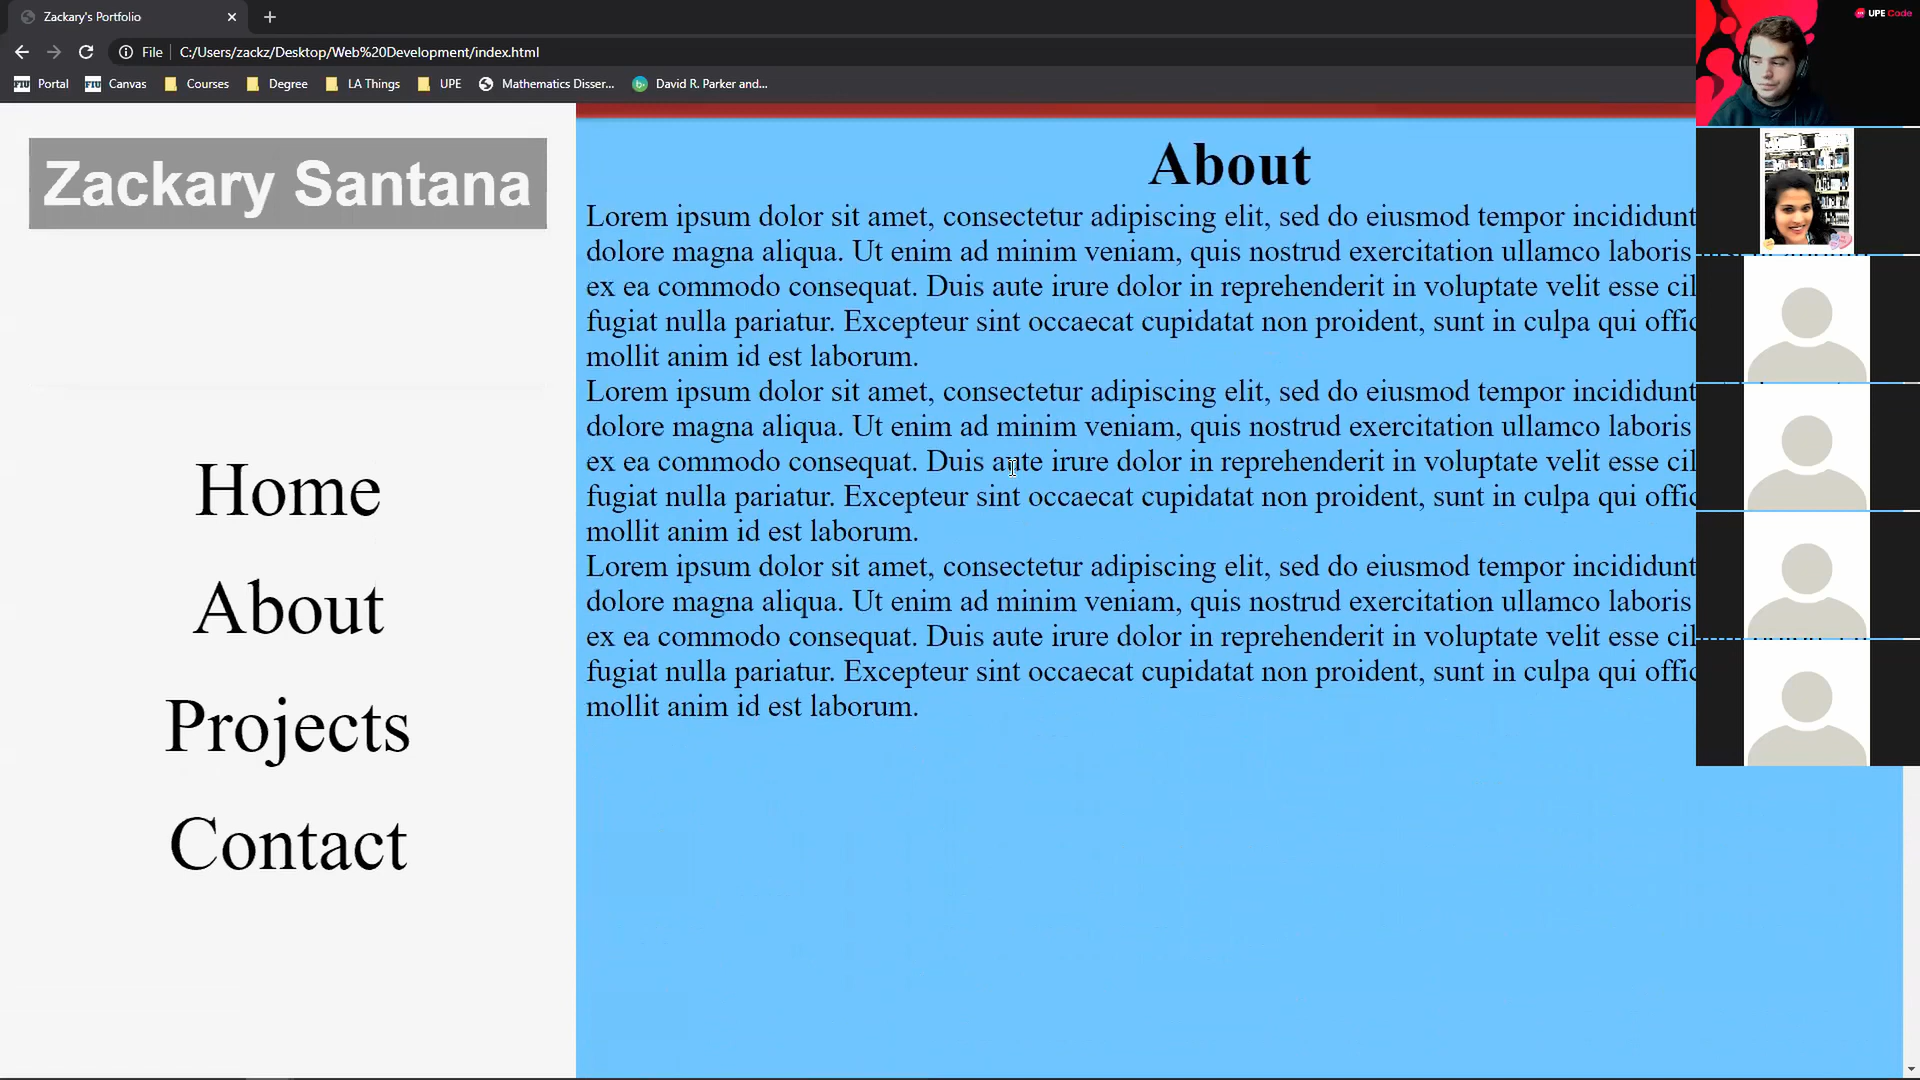 Zackary's Portfolio
UPE Code
File C:/Users/zackz/Desktop/Web%20Development/index.html
FIU Portal FIU Canvas Courses Degree LA Things UPE Mathematics Disser... b. David R. Parker and...
Zackary Santana
Home
About
Projects
Contact
About
Lorem ipsum dolor sit amet, consectetur adipiscing elit, sed do eiusmod tempor incididunt
dolore magna aliqua. Ut enim ad minim veniam, quis nostrud exercitation ullamco laboris
ex ea commodo consequat. Duis aute irure dolor in reprehenderit in voluptate velit esse cil
fugiat nulla pariatur. Excepteur sint occaecat cupidatat non proident, sunt in culpa qui offic
mollit anim id est laborum.
Lorem ipsum dolor sit amet, consectetur adipiscing elit, sed do eiusmod tempor incididunt
dolore magna aliqua. Ut enim ad minim veniam, quis nostrud exercitation ullamco laboris
ex ea commodo consequat. Duis aute irure dolor in reprehenderit in voluptate velit esse cil
fugiat nulla pariatur. Excepteur sint occaecat cupidatat non proident, sunt in culpa qui offic
mollit anim id est laborum.
Lorem ipsum dolor sit amet, consectetur adipiscing elit, sed do eiusmod tempor incididunt
dolore magna aliqua. Ut enim ad minim veniam, quis nostrud exercitation ullamco laboris
ex ea commodo consequat. Duis aute irure dolor in reprehenderit in voluptate velit esse cil
fugiat nulla pariatur. Excepteur sint occaecat cupidatat non proident, sunt in culpa qui offic
mollit anim id est laborum.